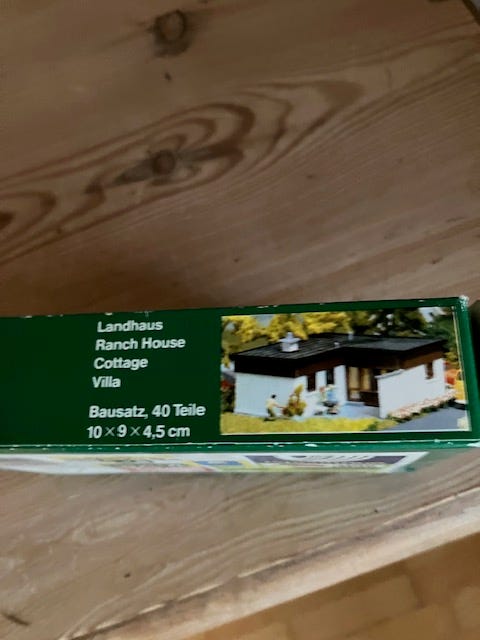 Landhaus
Ranch House
Cottage
Villa
Bausatz, 40 Teile
10×9×4,5 cm